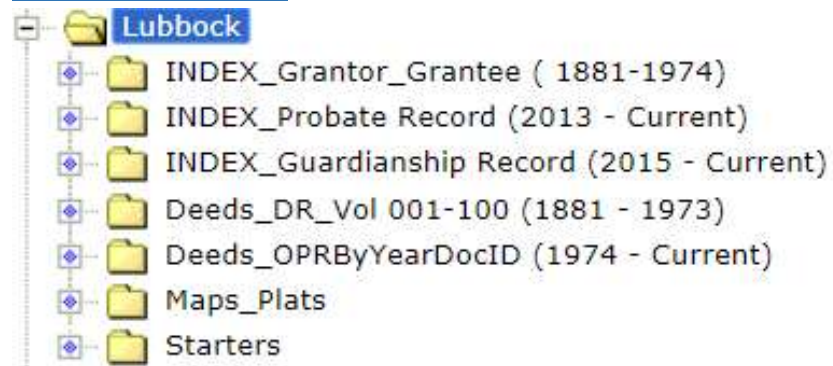 Lubbock
INDEX_Grantor_Grantee ( 1881-1974)
INDEX_Probate Record (2013 - Current)
INDEX_Guardianship Record (2015 - Current)
Deeds_DR_Vol 001-100 (1881 - 1973)
Deeds_OPRByYearDocID (1974 - Current)
Maps_Plats
Starters